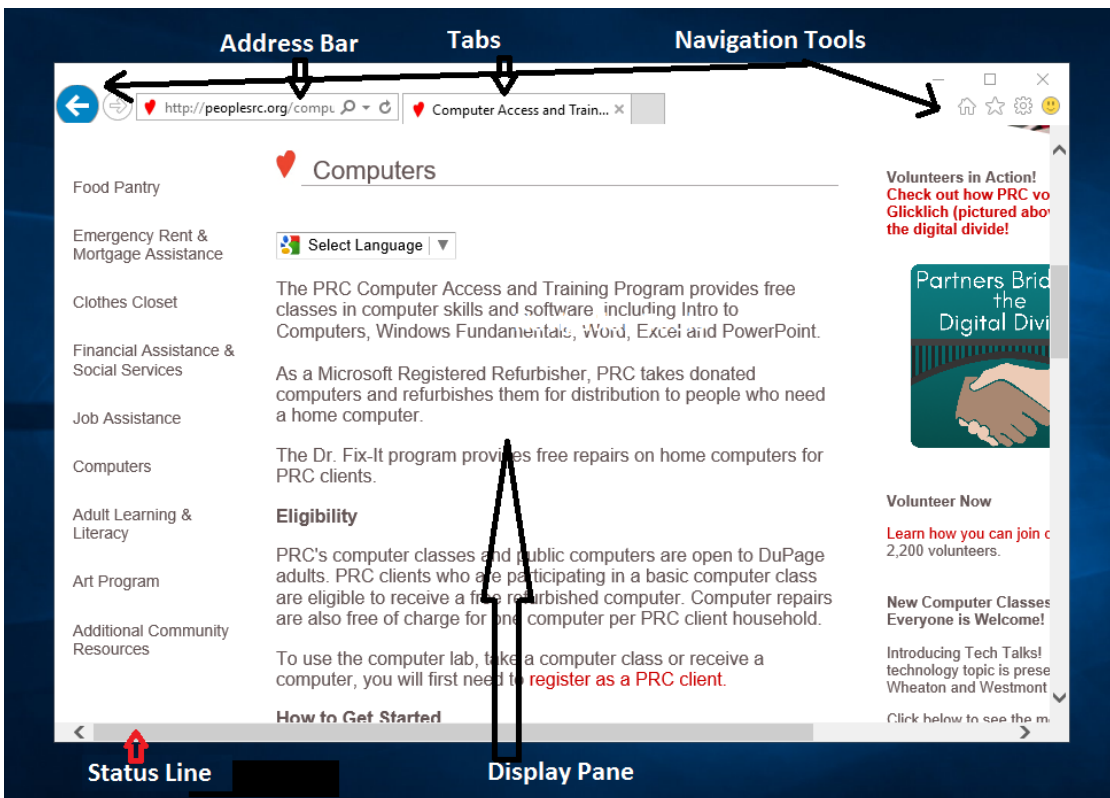 Address Bar
Tabs
Navigation Tools
http://peoplesrc.org/compu
Computer Access and Train...
Food Pantry
Emergency Rent &
Mortgage Assistance
Clothes Closet
Financial Assistance &
Social Services
Job Assistance
Computers
Adult Learning &
Literacy
Art Program
Additional Community
Resources
Computers
Select Language
The PRC Computer Access and Training Program provides free
classes in computer skills and software, including Intro to
Computers, Windows Fundamentals, Word, Excel and PowerPoint.
As a Microsoft Registered Refurbisher, PRC takes donated
computers and refurbishes them for distribution to people who need
a home computer.
The Dr. Fix-It program provides free repairs on home computers for
PRC clients.
Eligibility
PRC's computer classes and public computers are open to DuPage
adults. PRC clients who are participating in a basic computer class
are eligible to receive a free refurbished computer. Computer repairs
are also free of charge for one computer per PRC client household.
To use the computer lab, take a computer class or receive a
computer, you will first need to register as a PRC client.
How to Get Started
Volunteers in Action!
Check out how PRC vo
Glicklich (pictured abov
the digital divide!
Partners Brid
the
Digital Divi
Volunteer Now
Learn how you can join o
2,200 volunteers.
New Computer Classes
Everyone is Welcome!
Introducing Tech Talks!
technology topic is prese
Wheaton and Westmont
Click below to see the m
Status Line
Display Pane